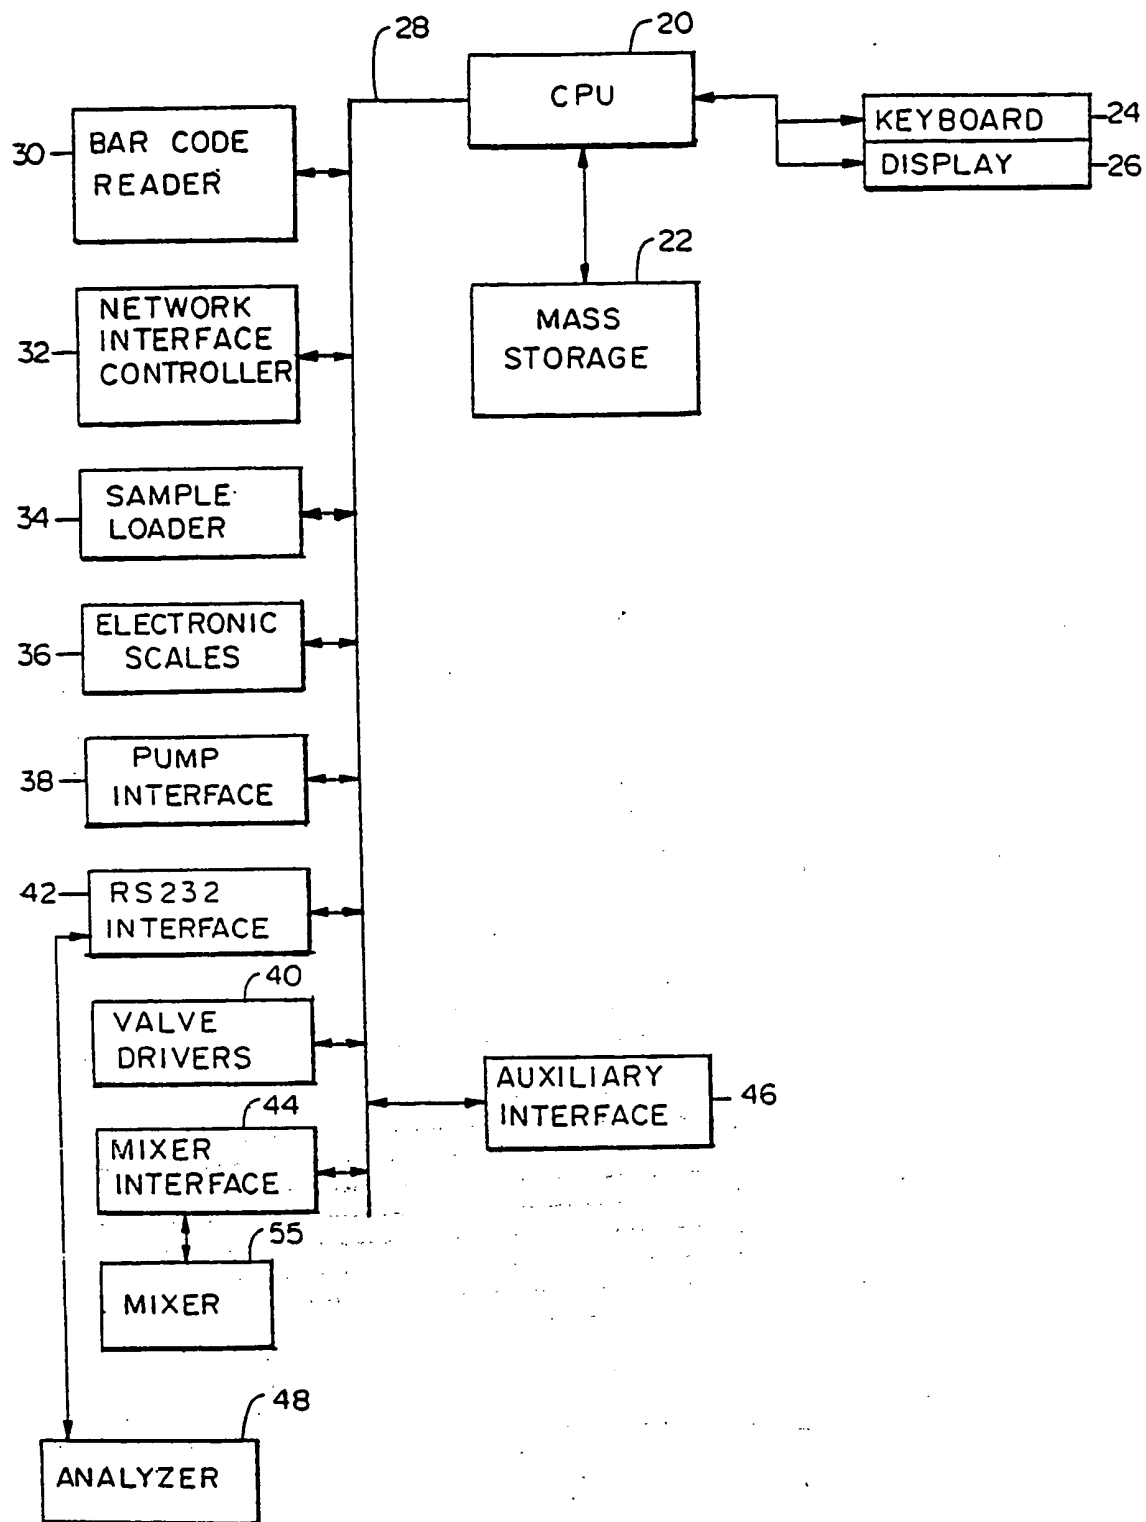 28
20
CPU
KEYBOARD
24
DISPLAY
26
30
BAR CODE
READER
22
MASS
STORAGE
32
NETWORK
INTERFACE
CONTROLLER
34
SAMPLE
LOADER
36
ELECTRONIC
SCALES
38
PUMP
INTERFACE
42
RS232
INTERFACE
40
VALVE
DRIVERS
AUXILIARY
INTERFACE
46
44
MIXER
INTERFACE
55
MIXER
48
ANALYZER